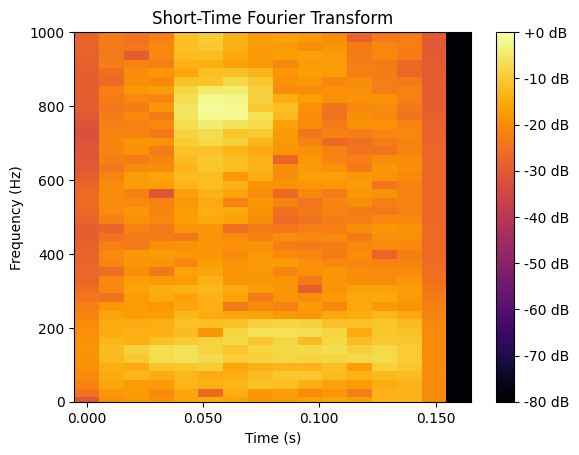 Short-Time Fourier Transform
1000
800
600
400
200
0
Frequency (Hz)
0.000
0.050
0.100
0.150
Time (s)
+0 dB
-10 dB
-20 dB
-30 dB
-40 dB
-50 dB
-60 dB
-70 dB
-80 dB